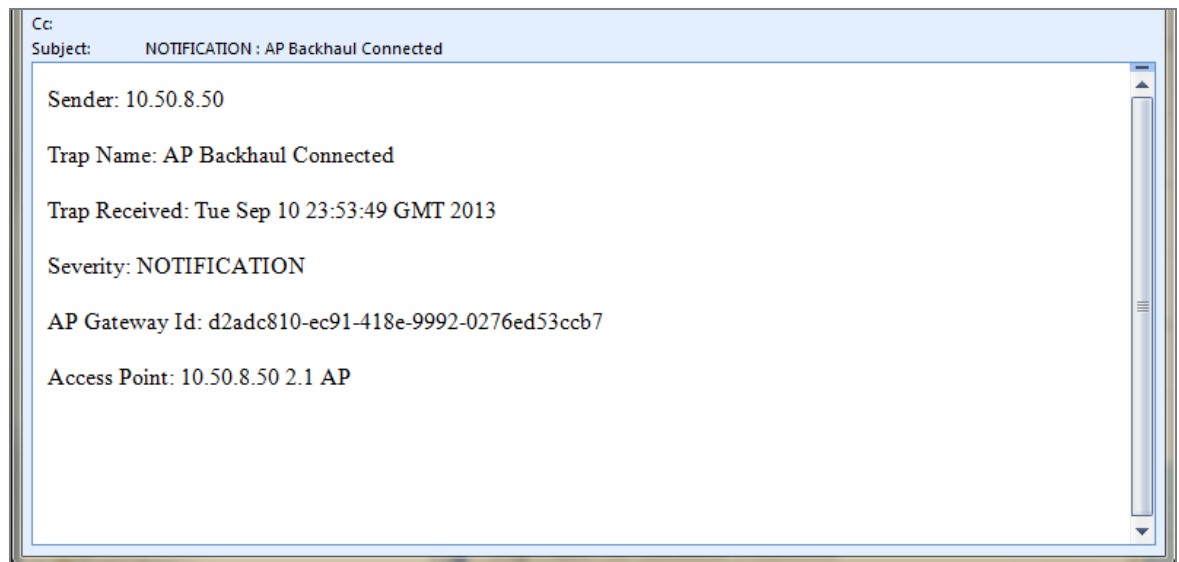 Cc:
Subject: NOTIFICATION : AP Backhaul Connected
Sender: 10.50.8.50
Trap Name: AP Backhaul Connected
Trap Received: Tue Sep 10 23:53:49 GMT 2013
Severity: NOTIFICATION
AP Gateway Id: d2adc810-ec91-418e-9992-0276ed53ccb7
Access Point: 10.50.8.50 2.1 AP